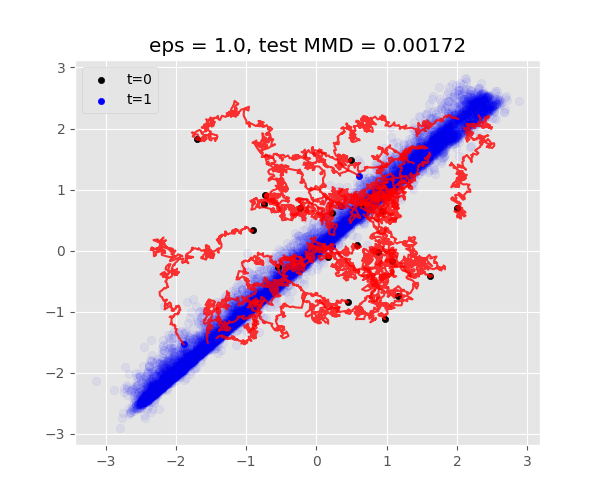 eps = 1.0, test MMD = 0.00172
t=0
t=1
3
2
1
0
−1
−2
−3
−3 −2 −1 0 1 2 3